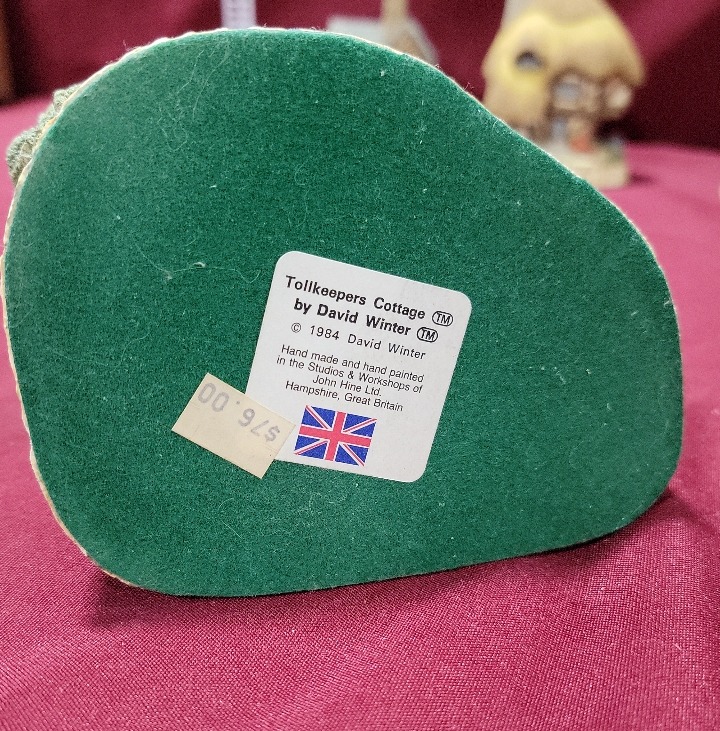 Tollkeepers Cottage ™
by David Winter ™
© 1984 David Winter
Hand made and hand painted
in the Studios & Workshops of
John Hine Ltd.
Hampshire, Great Britain
$76.00